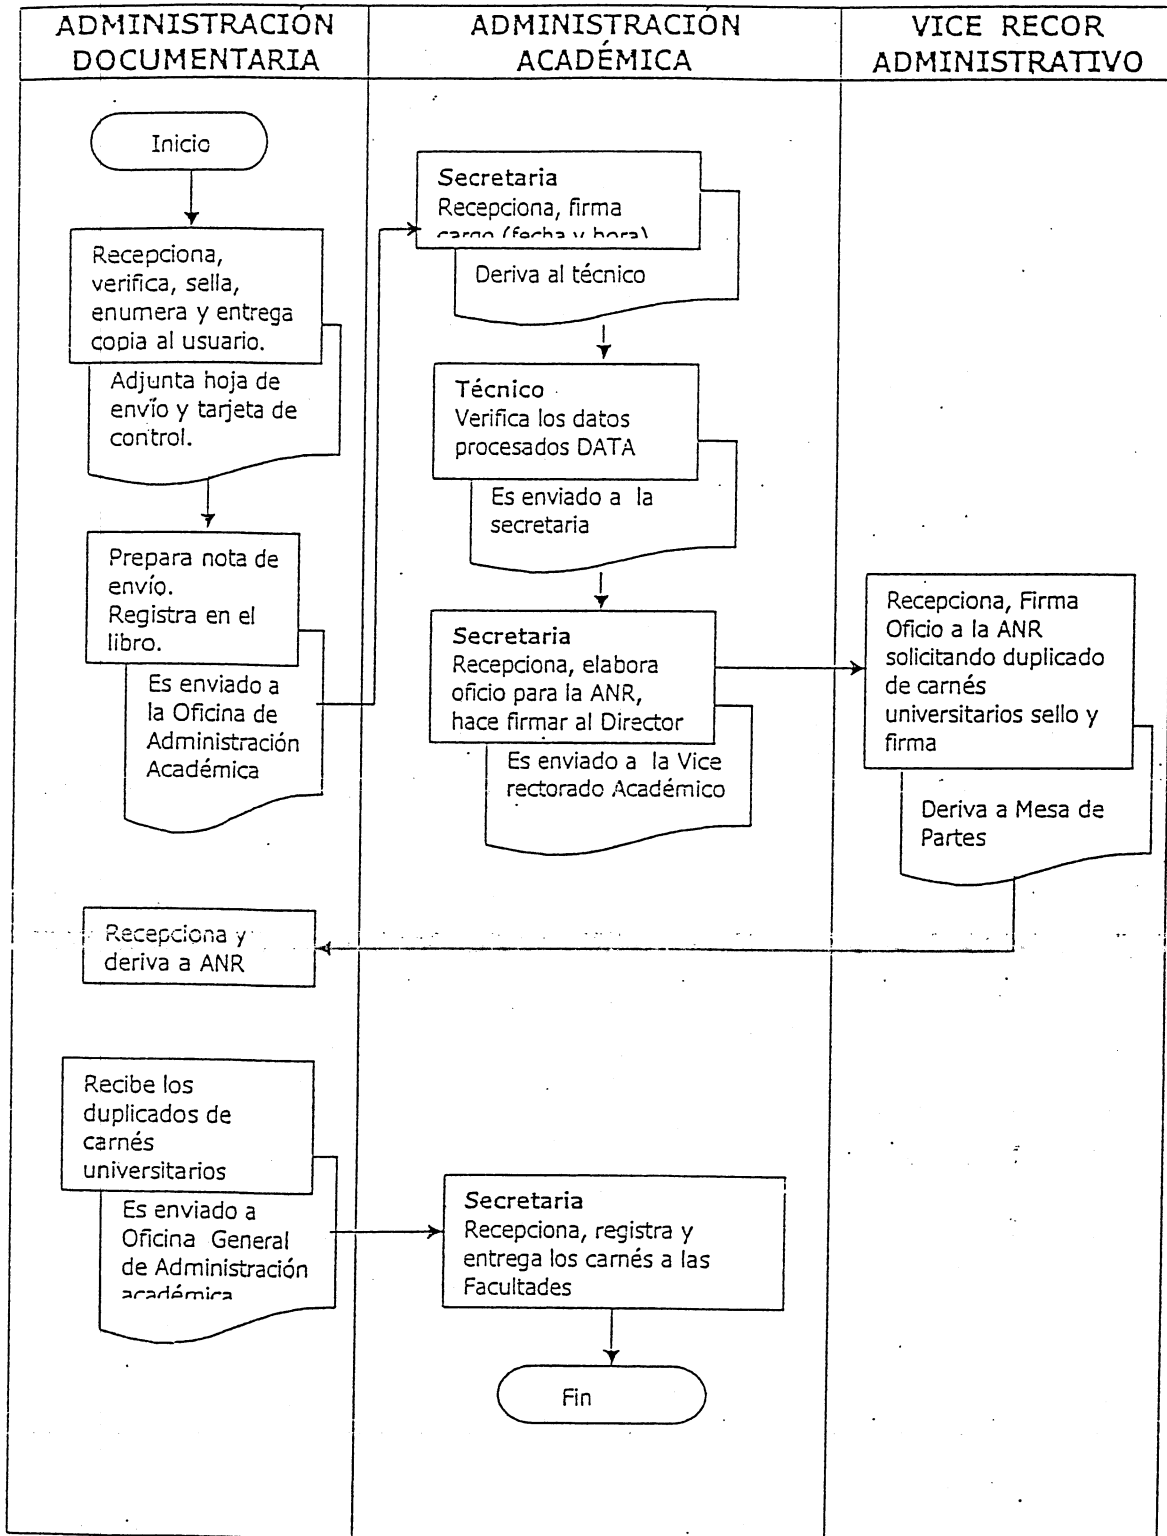 ADMINISTRACIÓN
DOCUMENTARIA
ADMINISTRACIÓN
ACADÉMICA
VICE RECOR
ADMINISTRATIVO
Inicio
Recepciona,
verifica, sella,
enumera y entrega
copia al usuario.
Adjunta hoja de
envío y tarjeta de
control.
Prepara nota de
envío.
Registra en el
libro.
Es enviado a
la Oficina de
Administración
Académica
Secretaria
Recepciona, firma
cargo (fecha y hora)
Deriva al técnico
Técnico
Verifica los datos
procesados DATA
Es enviado a la
secretaria
Secretaria
Recepciona, elabora
oficio para la ANR,
hace firmar al Director
Es enviado a la Vice
rectorado Académico
Recepciona, Firma
Oficio a la ANR
solicitando duplicado
de carnés
universitarios sello y
firma
Deriva a Mesa de
Partes
Recepciona y
deriva a ANR
Recibe los
duplicados de
carnés
universitarios
Es enviado a
Oficina General
de Administración
académica
Secretaria
Recepciona, registra y
entrega los carnés a las
Facultades
Fin